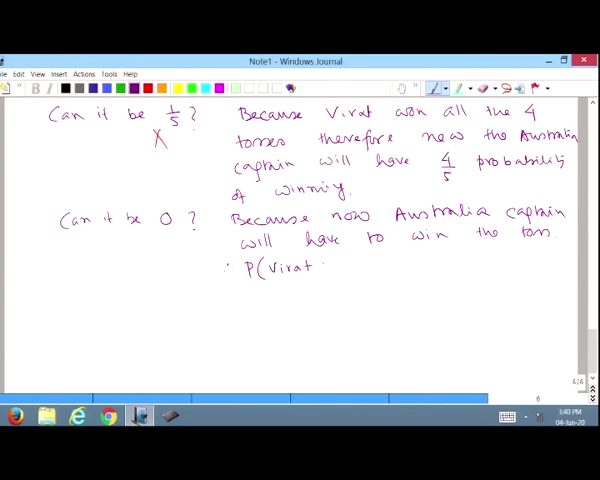 Note1 - Windows Journal
File Edit View Insert Actions Tools Help
Can it be 1/5 ? Because Virat won all the 4
tosses therefore now the Australia
captain will have 4/5 probability
of winning.
Can it be 0 ? Because now Australia captain
will have to win the toss.
∴ P(Virat
6/6
6
3:40 PM
04-Jun-20